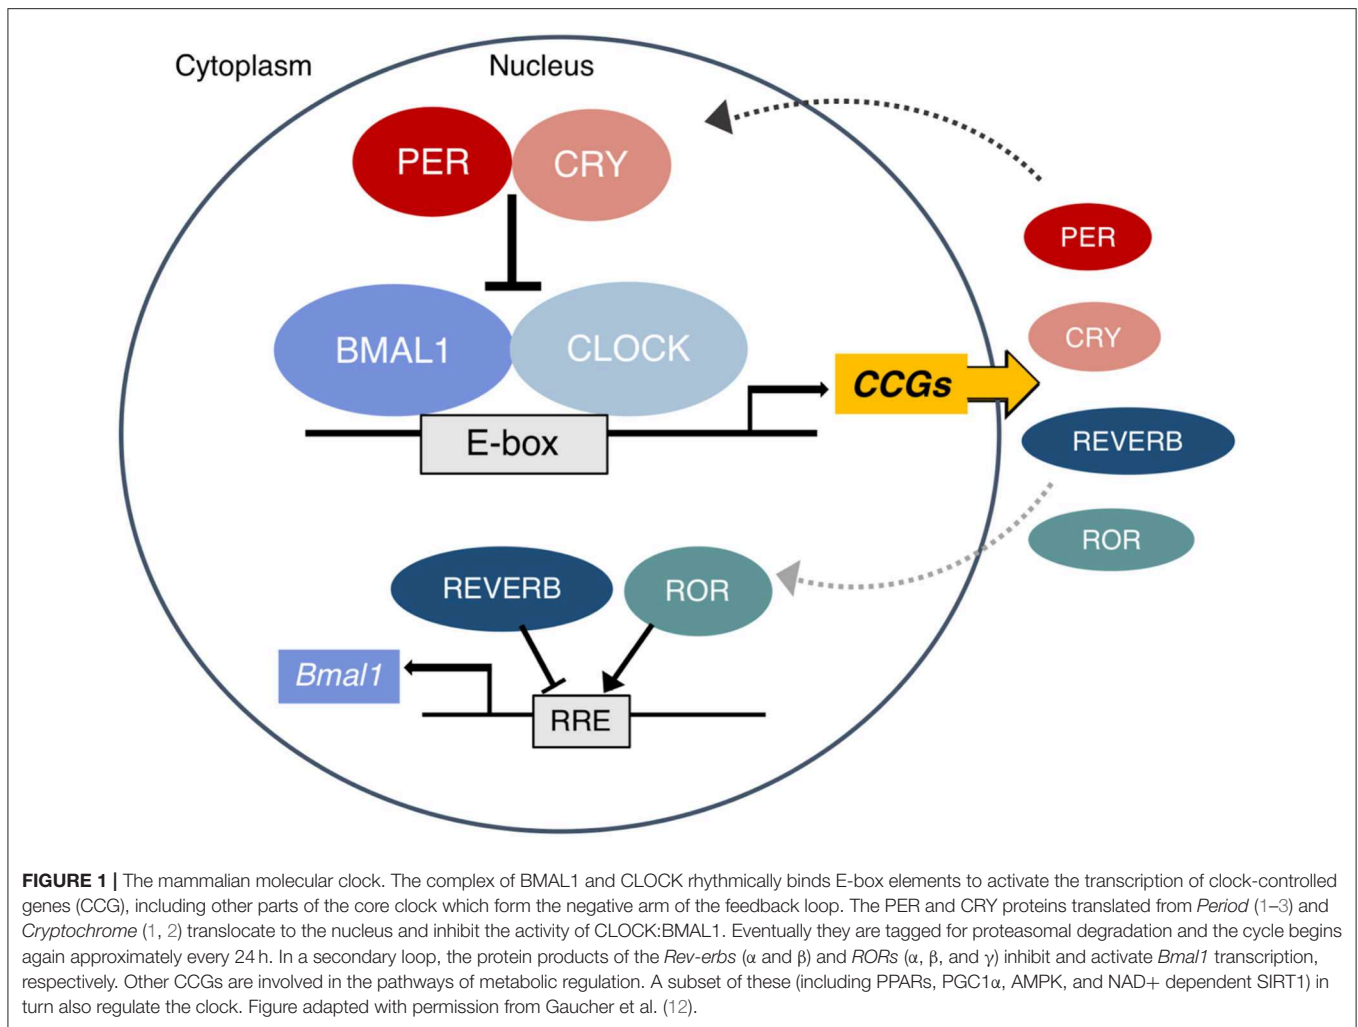 Cytoplasm
Nucleus
PER
CRY
PER
CRY
BMAL1
CLOCK
CCGs
E-box
REVERB
ROR
REVERB
ROR
Bmal1
RRE
FIGURE 1 | The mammalian molecular clock. The complex of BMAL1 and CLOCK rhythmically binds E-box elements to activate the transcription of clock-controlled
genes (CCG), including other parts of the core clock which form the negative arm of the feedback loop. The PER and CRY proteins translated from Period (1–3) and
Cryptochrome (1, 2) translocate to the nucleus and inhibit the activity of CLOCK:BMAL1. Eventually they are tagged for proteasomal degradation and the cycle begins
again approximately every 24 h. In a secondary loop, the protein products of the Rev-erbs (α and β) and RORs (α, β, and γ) inhibit and activate Bmal1 transcription,
respectively. Other CCGs are involved in the pathways of metabolic regulation. A subset of these (including PPARs, PGC1α, AMPK, and NAD+ dependent SIRT1) in
turn also regulate the clock. Figure adapted with permission from Gaucher et al. (12).